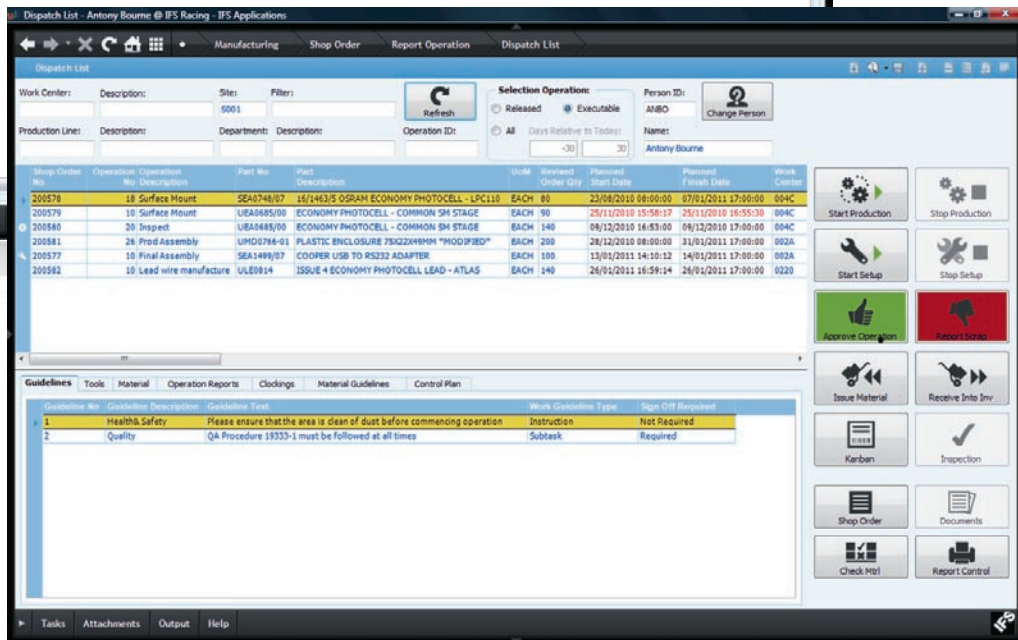 Dispatch List - Antony Bourne @ IFS Racing - IFS Applications
Manufacturing Shop Order Report Operation Dispatch List
Dispatch List
Work Center: Description: Site: Filter: Refresh Selection Operation: Person ID: Change Person
S001 Released Executable ANBO
Production Line: Description: Department: Description: Operation ID: All Days Relative to Today: Name:
-30 30 Antony Bourne
Shop Order No Operation No Operation Description Part No Part Description UoM Revised Order Qty Planned Start Date Planned Finish Date Work Center
200578 18 Surface Mount SEA0748/07 16/1463/5 OSRAM ECONOMY PHOTOCELL - LPC110 EACH 80 23/08/2010 08:00:00 07/01/2011 17:00:00 004C
200579 10 Surface Mount UEA0685/00 ECONOMY PHOTOCELL - COMMON SM STAGE EACH 90 25/11/2010 15:58:17 25/11/2010 16:55:30 004C
200580 20 Inspect UEA0685/00 ECONOMY PHOTOCELL - COMMON SM STAGE EACH 140 09/12/2010 16:53:00 09/12/2010 17:00:00 004C
200581 26 Prod Assembly UMD0766-01 PLASTIC ENCLOSURE 75X22X49MM "MODIFIED" EACH 200 28/12/2010 08:00:00 31/01/2011 17:00:00 002A
200577 10 Final Assembly SEA1499/07 COOPER USB TO RS232 ADAPTER EACH 100 13/01/2011 14:10:12 14/01/2011 17:00:00 002A
200582 10 Lead wire manufacture ULE0814 ISSUE 4 ECONOMY PHOTOCELL LEAD - ATLAS EACH 140 26/01/2011 16:59:14 26/01/2011 17:00:00 0220
Start Production Stop Production
Start Setup Stop Setup
Approve Operation Report Scrap
Issue Material Receive Into Inv
Kanban Inspection
Shop Order Documents
Check Mtrl Report Control
Guidelines Tools Material Operation Reports Clockings Material Guidelines Control Plan
Guideline No Guideline Description Guideline Text Work Guideline Type Sign Off Required
1 Health& Safety Please ensure that the area is clean of dust before commencing operation Instruction Not Required
2 Quality QA Procedure 19333-1 must be followed at all times Subtask Required
Tasks Attachments Output Help
IFS